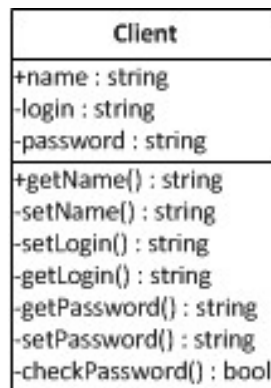 Client
+name : string
-login : string
-password : string
+getName() : string
-setName() : string
-setLogin() : string
-getLogin() : string
-getPassword() : string
-setPassword() : string
-checkPassword() : bool